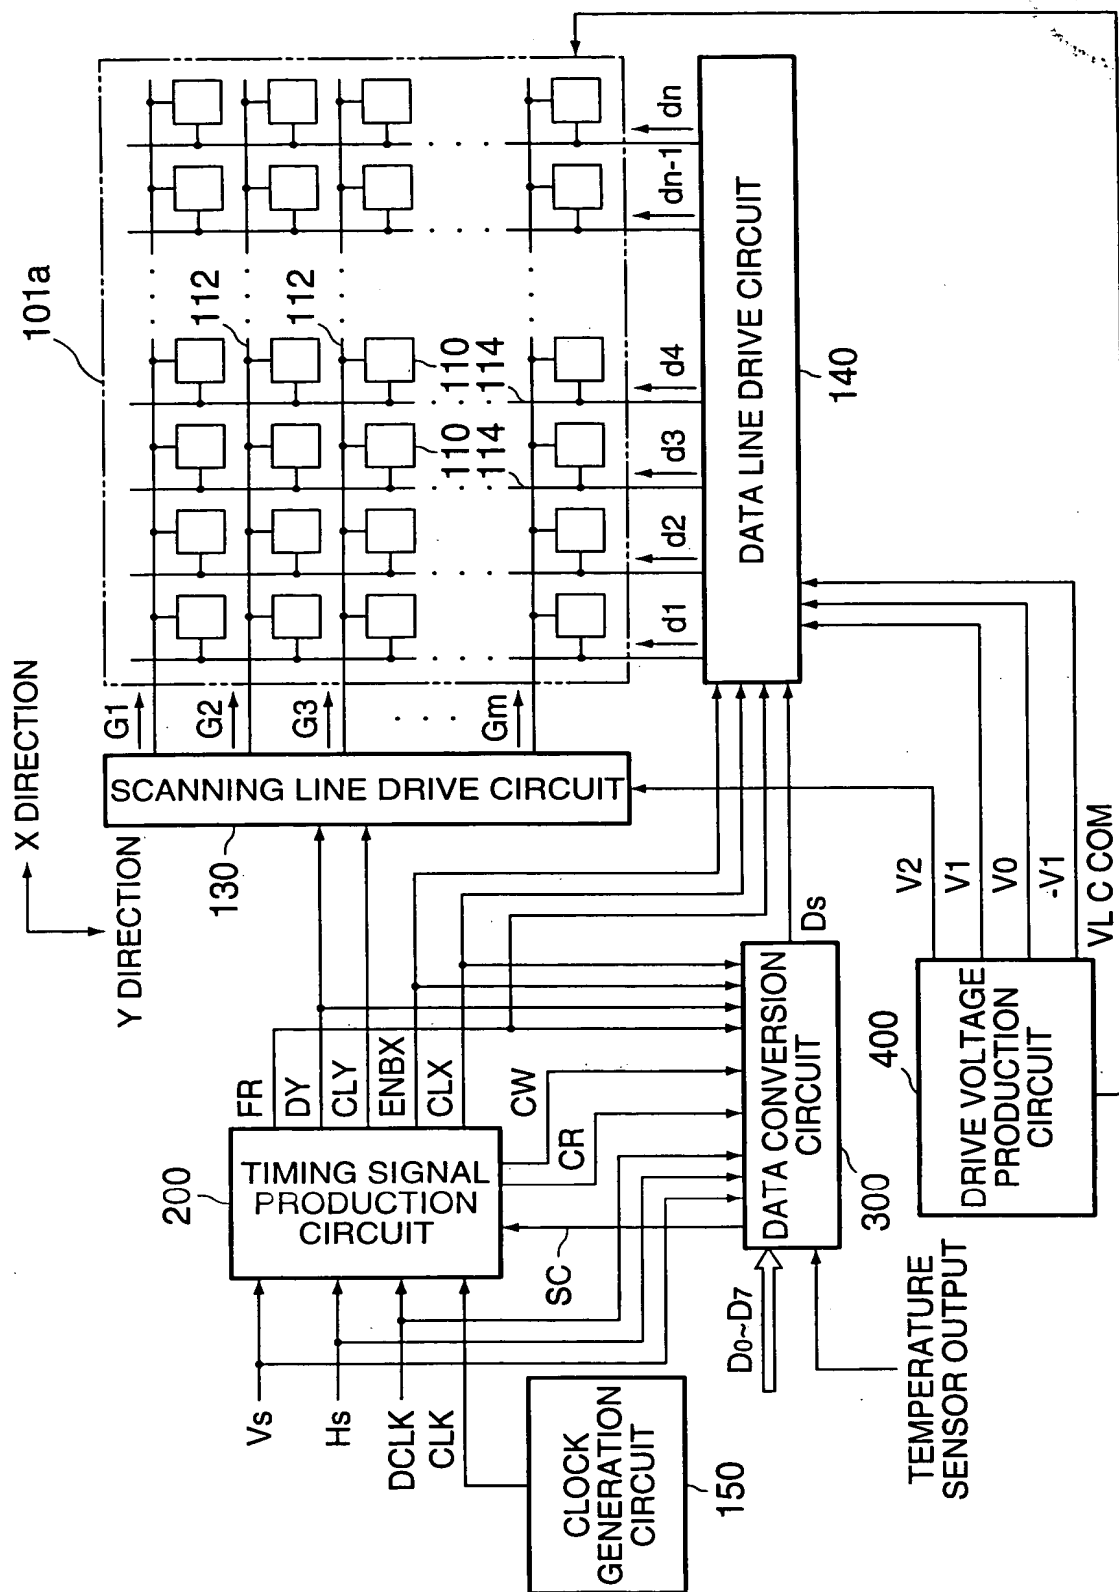 X DIRECTION
Y DIRECTION
101a
SCANNING LINE DRIVE CIRCUIT
130
G1
G2
G3
Gm
112
112
110
114
110
114
d1
d2
d3
d4
dn-1
dn
DATA LINE DRIVE CIRCUIT
140
200
TIMING SIGNAL
PRODUCTION
CIRCUIT
FR
DY
CLY
ENBX
CLX
CW
CR
SC
Vs
Hs
DCLK
CLK
CLOCK
GENERATION
CIRCUIT
150
D0~D7
DATA CONVERSION
CIRCUIT
300
Ds
TEMPERATURE
SENSOR OUTPUT
400
DRIVE VOLTAGE
PRODUCTION
CIRCUIT
V2
V1
V0
-V1
VL C COM